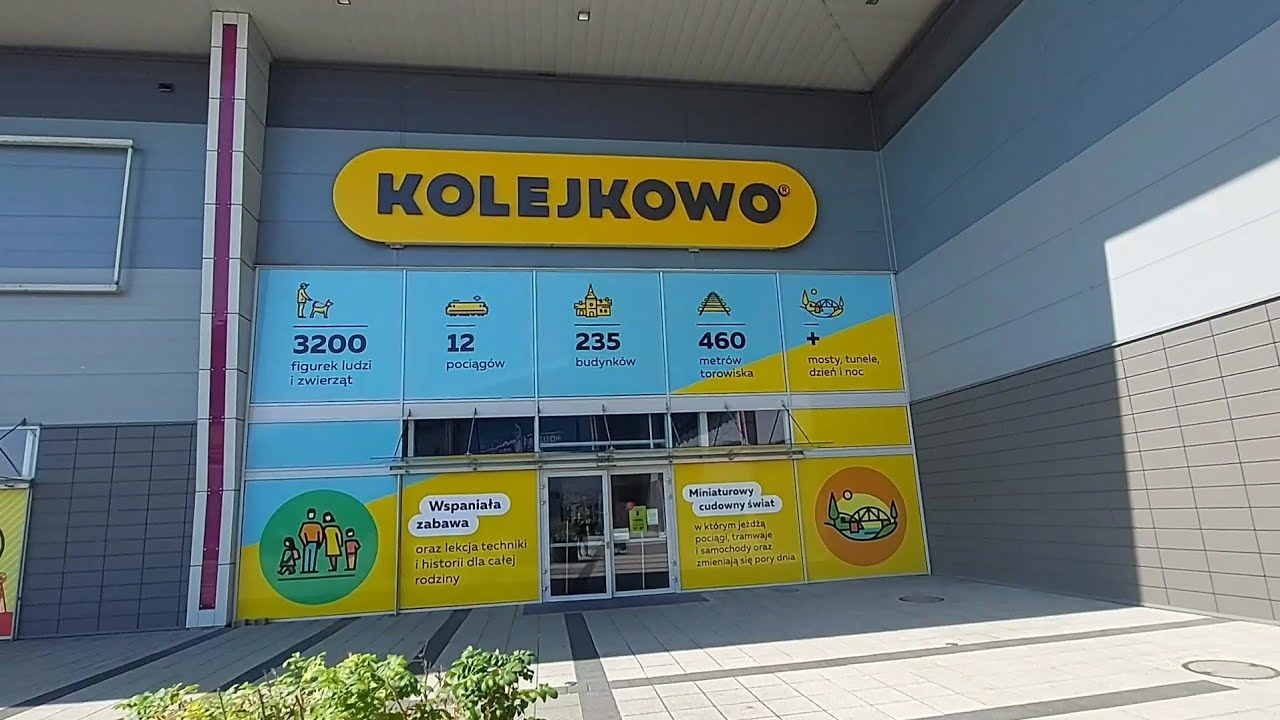 KOLEJKOWO®
3200
figurek ludzi
i zwierząt
12
pociągów
235
budynków
460
metrów
torowiska
+
mosty, tunele,
dzień i noc
Wspaniała
zabawa
oraz lekcja techniki
i historii dla całej
rodziny
Miniaturowy
cudowny świat
w którym jeżdżą
pociągi, tramwaje
i samochody oraz
zmieniają się pory dnia